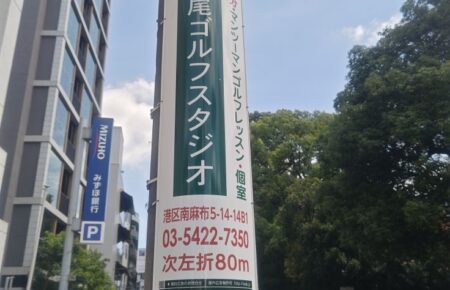 マンツーマンゴルフレッスン・個室
尾ゴルフスタジオ
港区南麻布5-14-14B1
03-5422-7350
次左折80m
MIZUHO
みずほ銀行
P